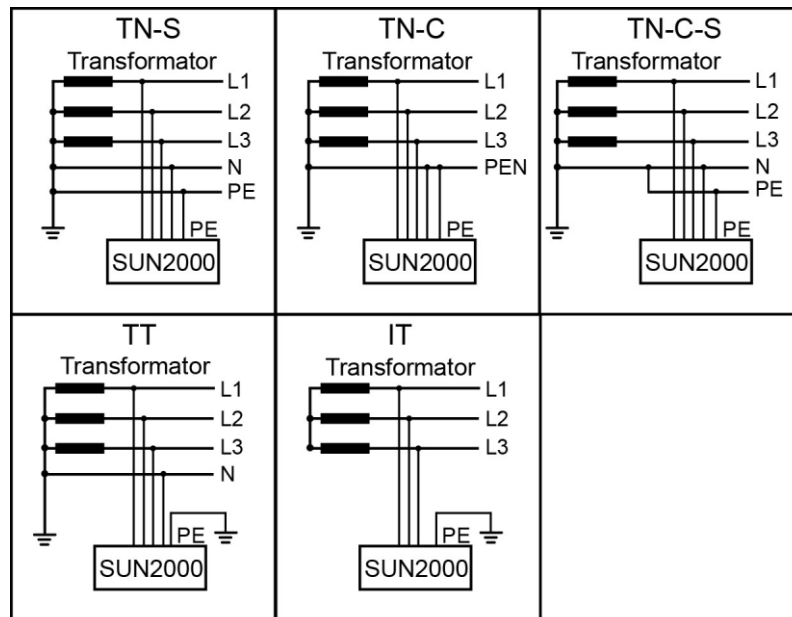 TN-S
Transformator
L1
L2
L3
N
PE
PE
SUN2000
TN-C
Transformator
L1
L2
L3
PEN
PE
SUN2000
TN-C-S
Transformator
L1
L2
L3
N
PE
PE
SUN2000
TT
Transformator
L1
L2
L3
N
PE
SUN2000
IT
Transformator
L1
L2
L3
PE
SUN2000